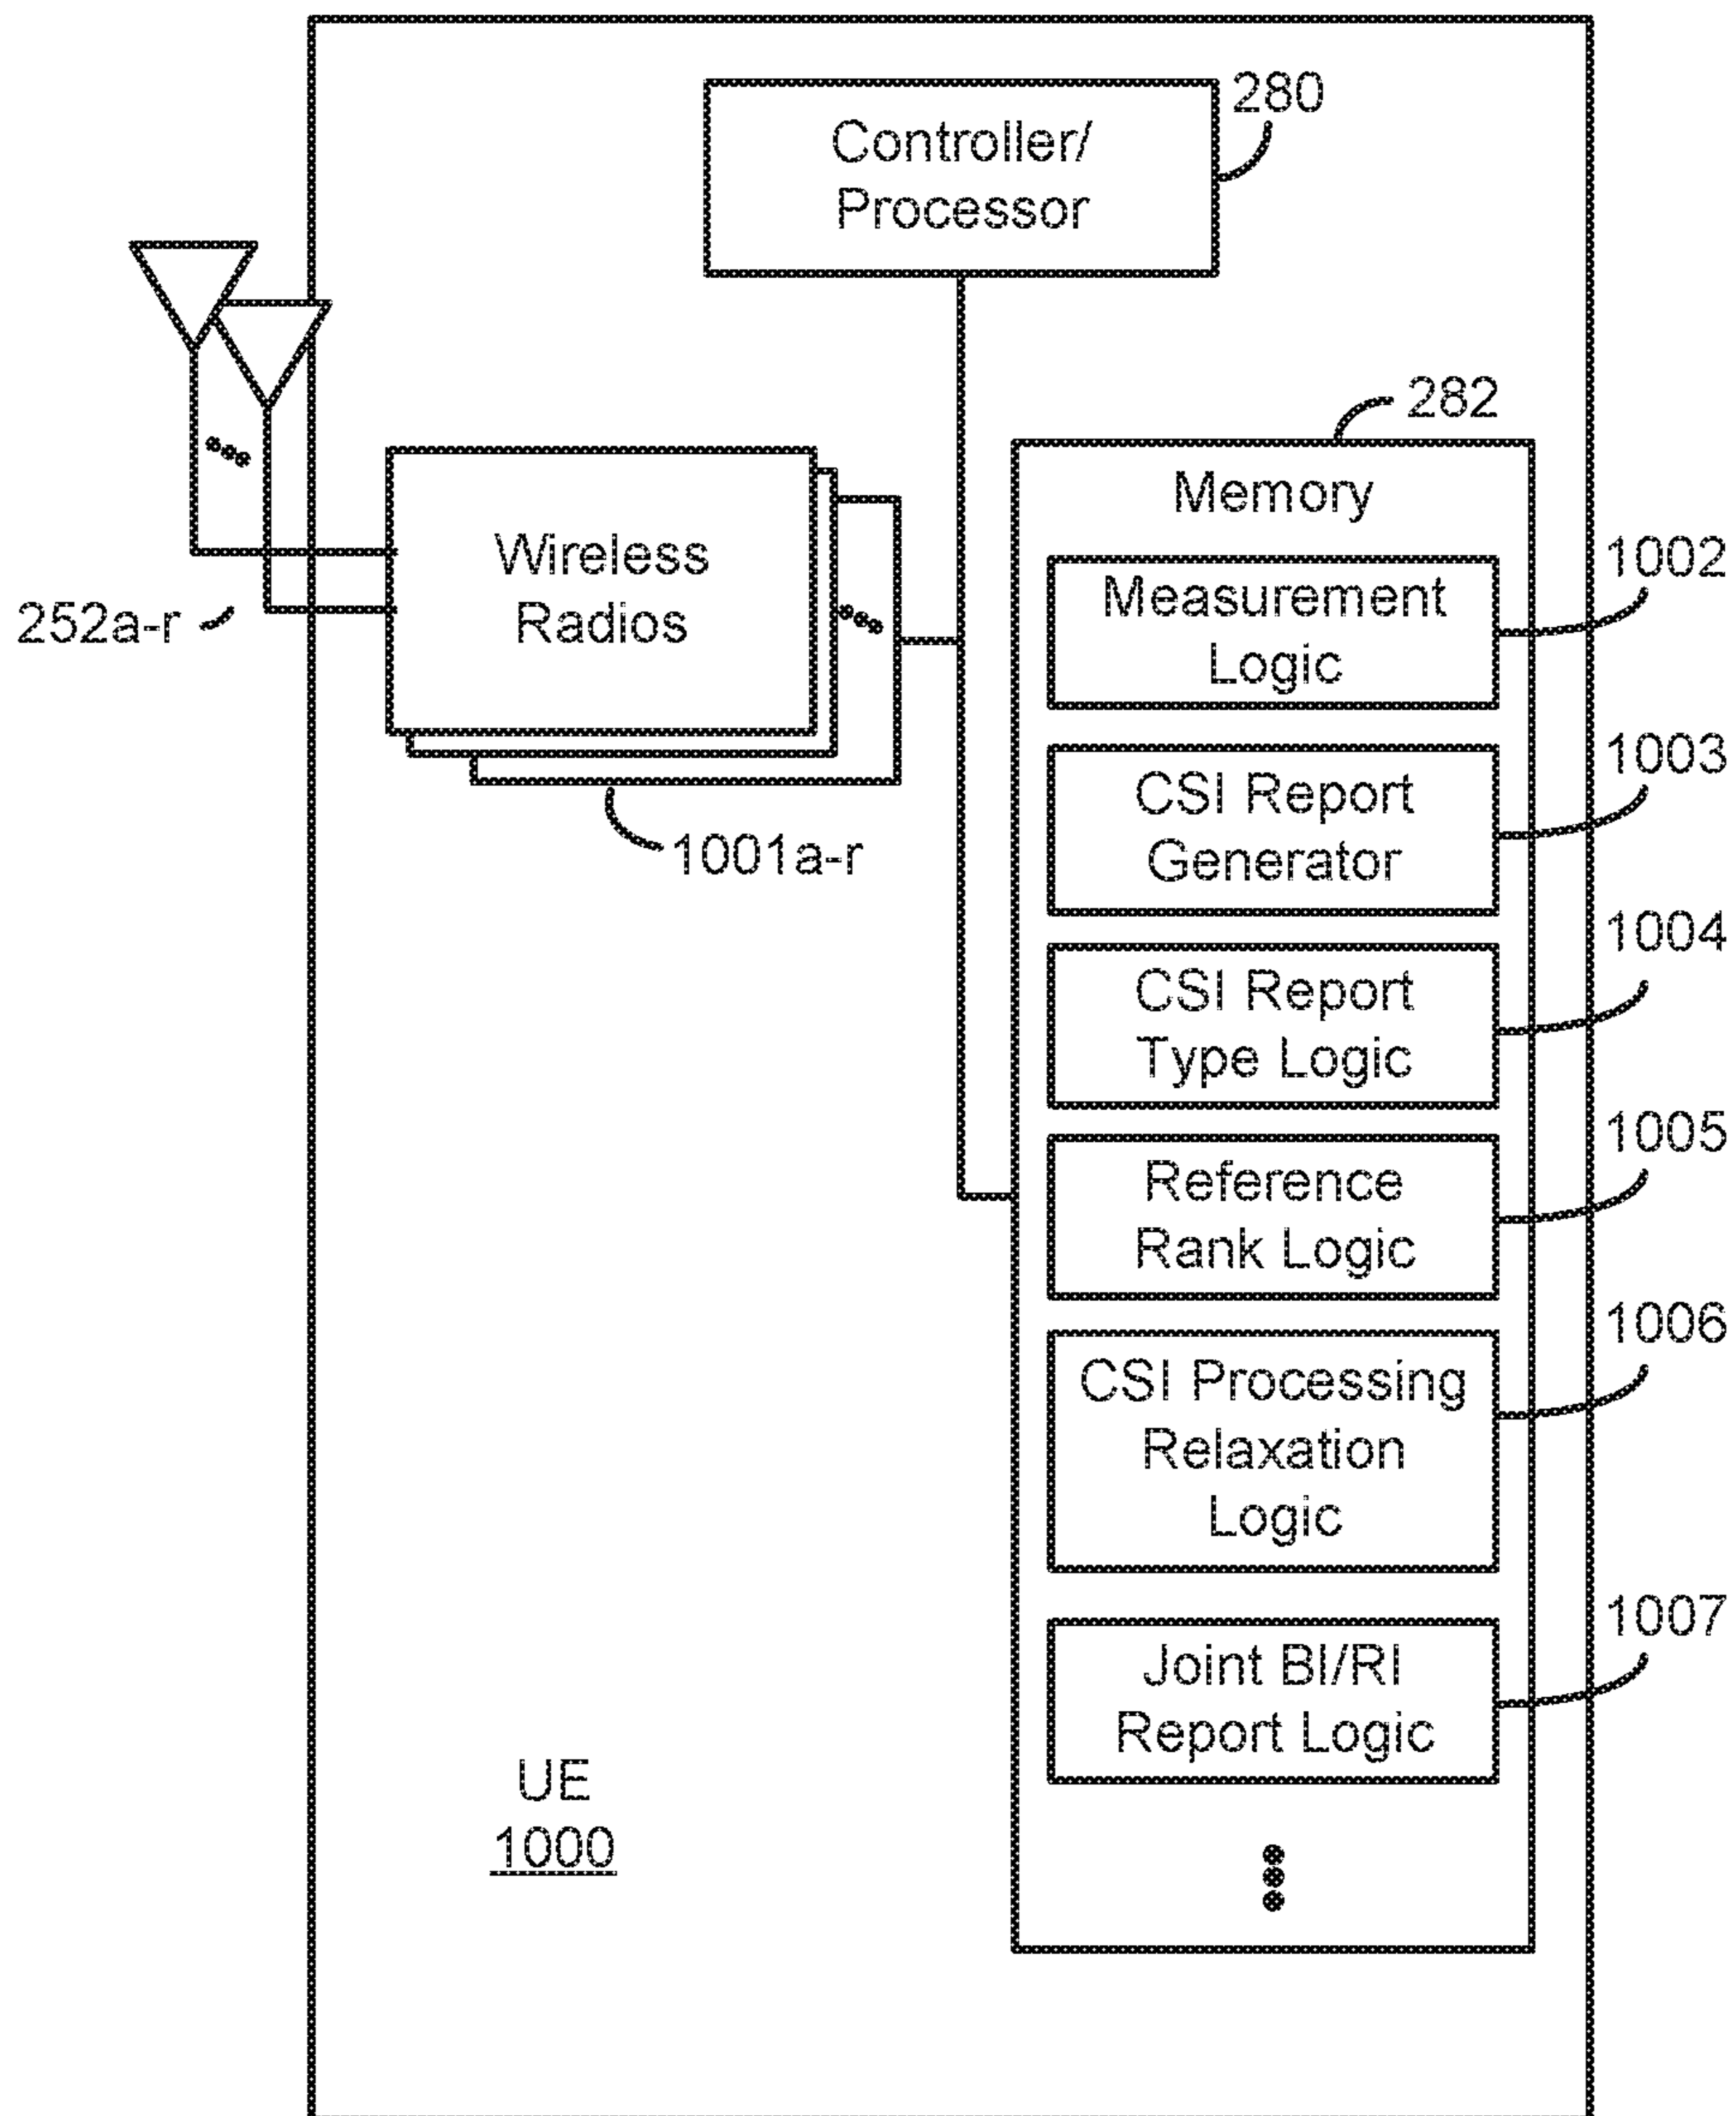 280
Controller/
Processor
282
Memory
Wireless
Radios
252a-r
1001a-r
Measurement
Logic
1002
CSI Report
Generator
1003
CSI Report
Type Logic
1004
Reference
Rank Logic
1005
CSI Processing
Relaxation
Logic
1006
Joint BI/RI
Report Logic
1007
UE
1000